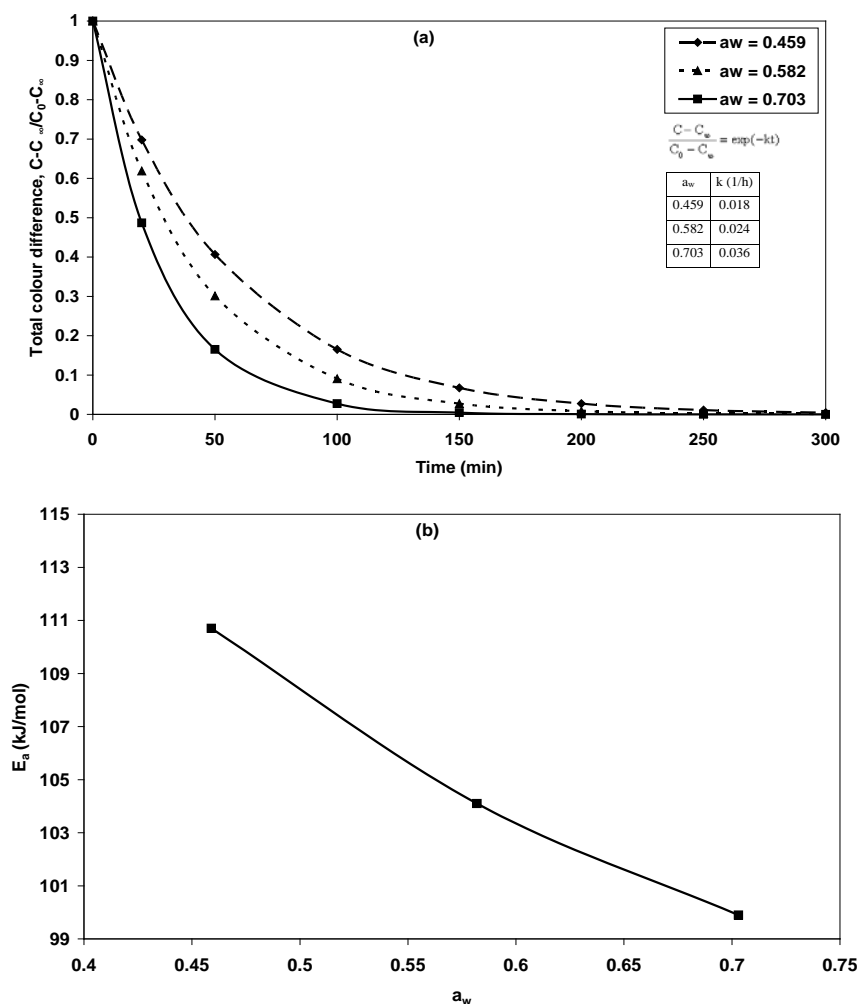 (a)
aw = 0.459
aw = 0.582
aw = 0.703
C − C∞
C0 − C∞
= exp(−kt)
aw k (1/h)
0.459 0.018
0.582 0.024
0.703 0.036
Total colour difference, C-C∞/C0-C∞
1
0.9
0.8
0.7
0.6
0.5
0.4
0.3
0.2
0.1
0
0 50 100 150 200 250 300
Time (min)
(b)
Ea (kJ/mol)
115
113
111
109
107
105
103
101
99
0.4 0.45 0.5 0.55 0.6 0.65 0.7 0.75
aw